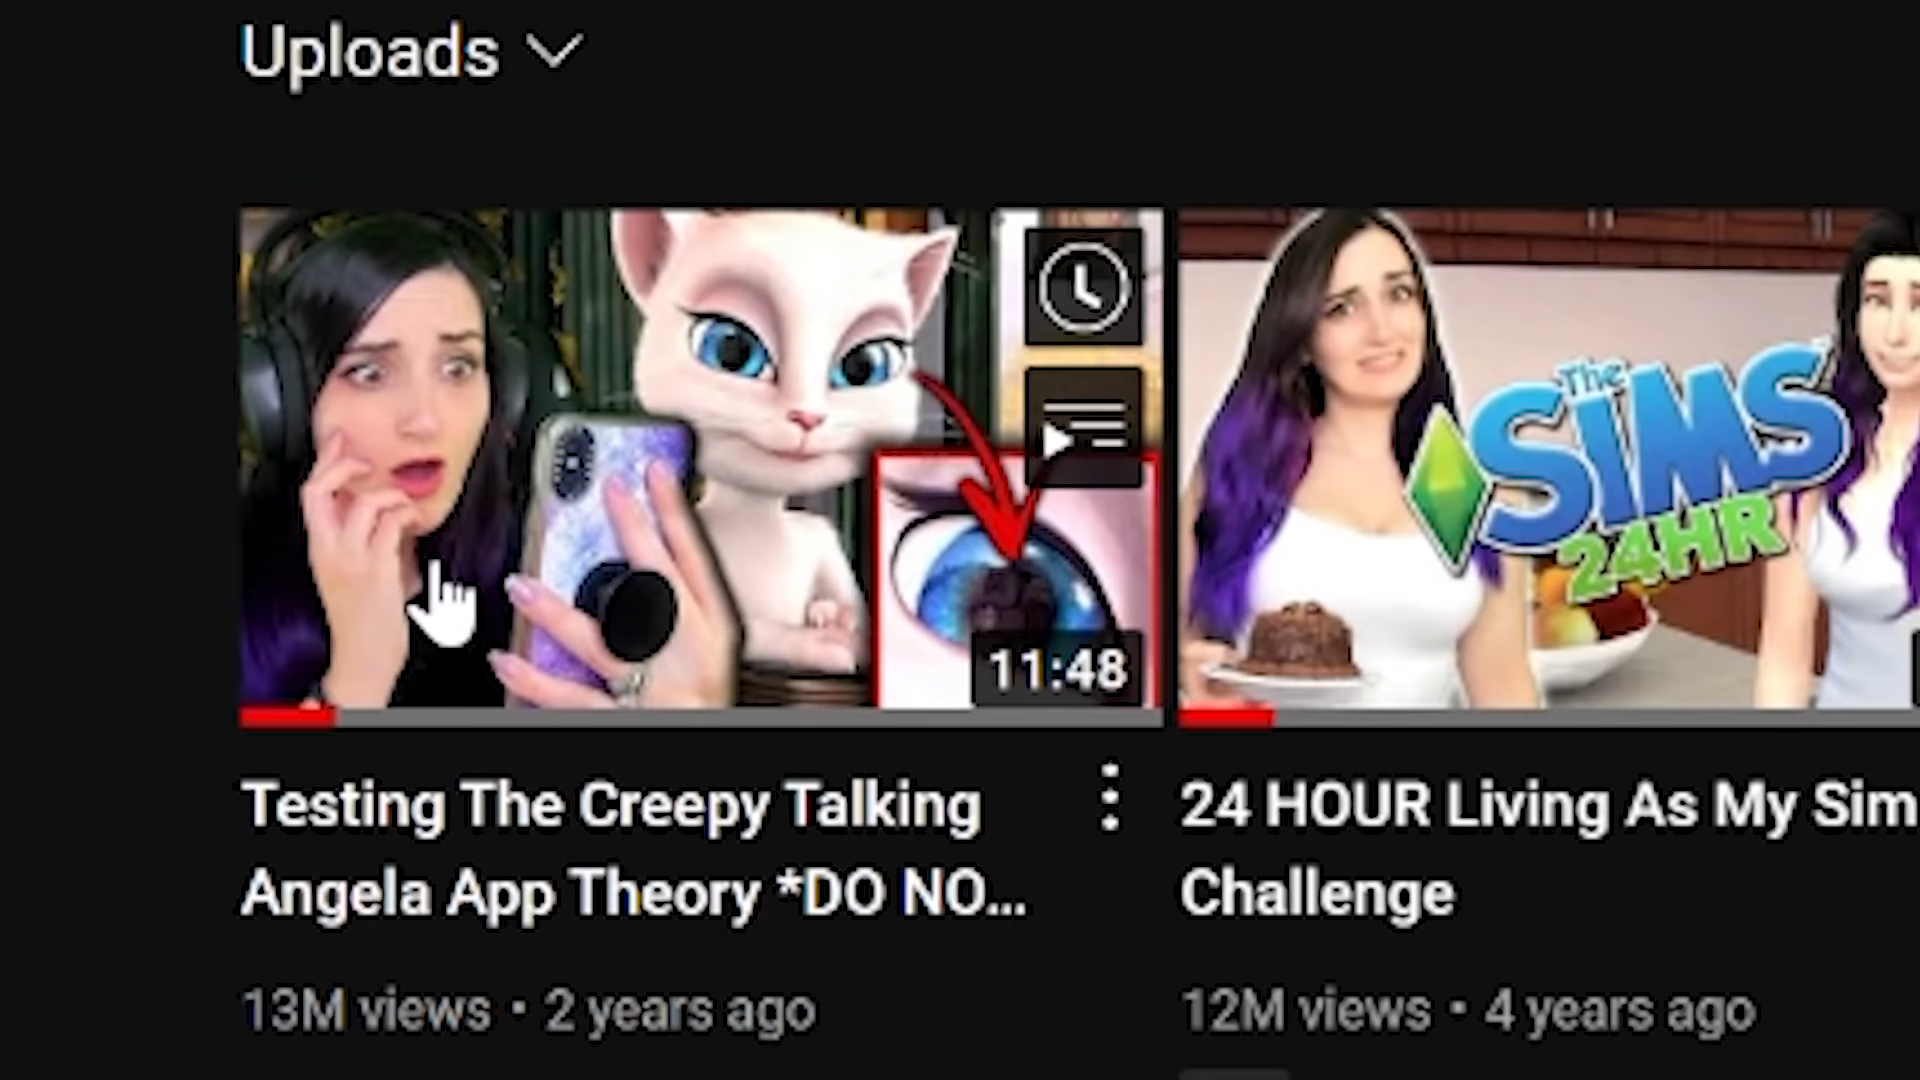 Uploads
The
SiMS
24HR
11:48
Testing The Creepy Talking
Angela App Theory *DO NO...
13M views • 2 years ago
24 HOUR Living As My Sim
Challenge
12M views • 4 years ago